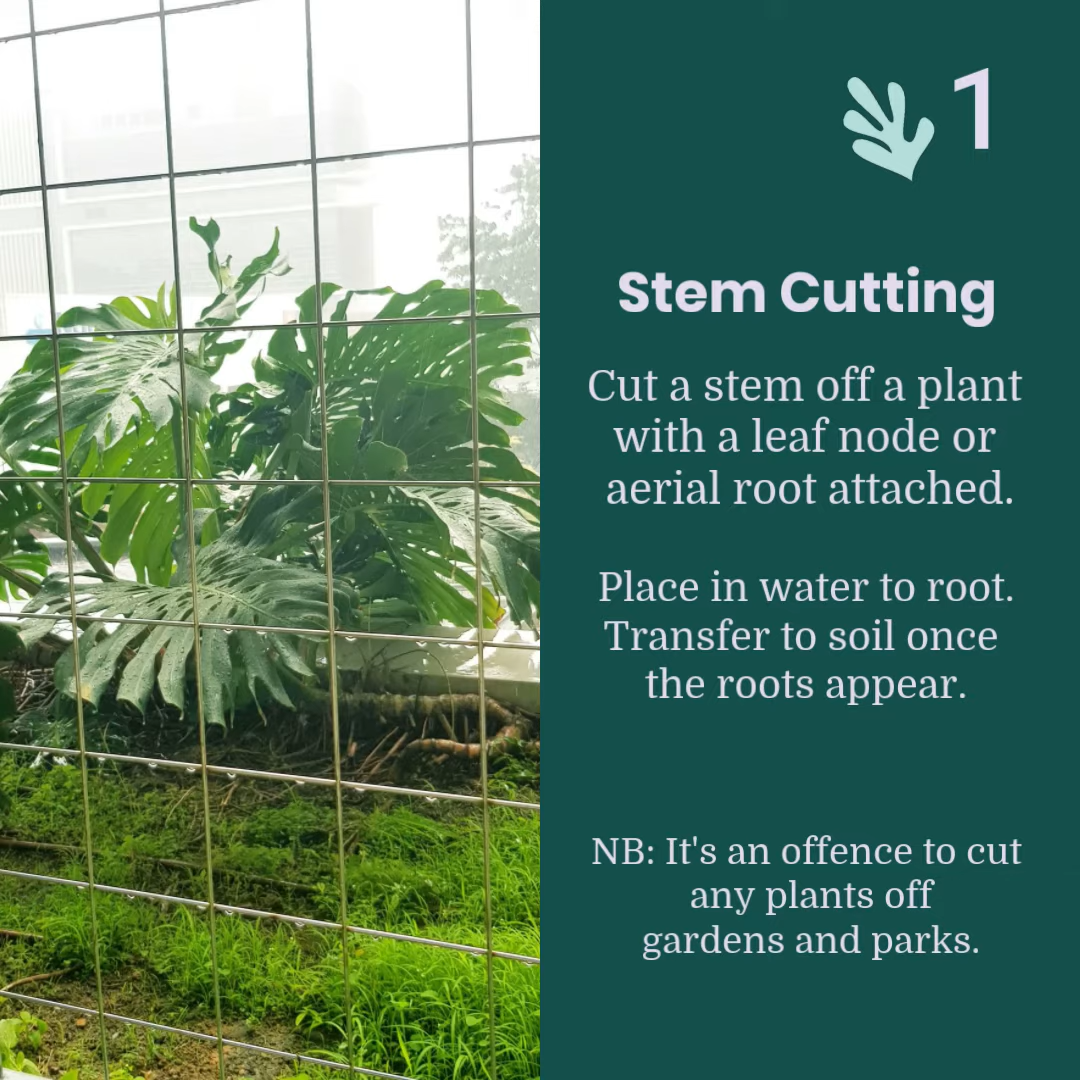 1
Stem Cutting
Cut a stem off a plant
with a leaf node or
aerial root attached.
Place in water to root.
Transfer to soil once
the roots appear.
NB: It's an offence to cut
any plants off
gardens and parks.